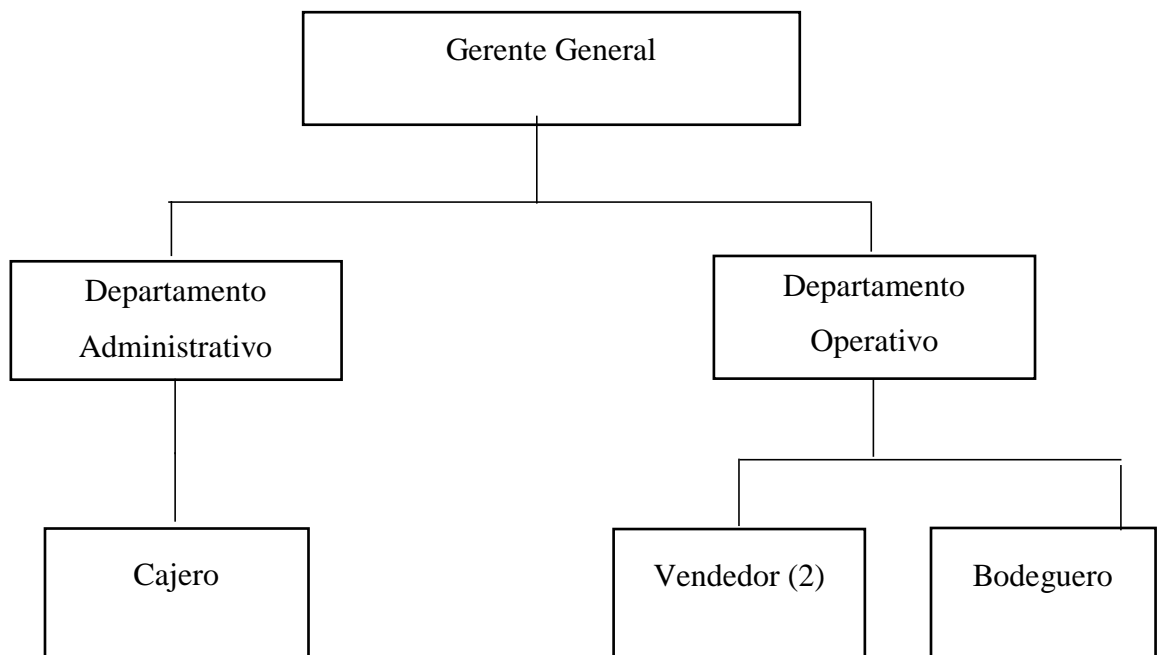 Gerente General
Departamento
Administrativo
Departamento
Operativo
Cajero
Vendedor (2)
Bodeguero